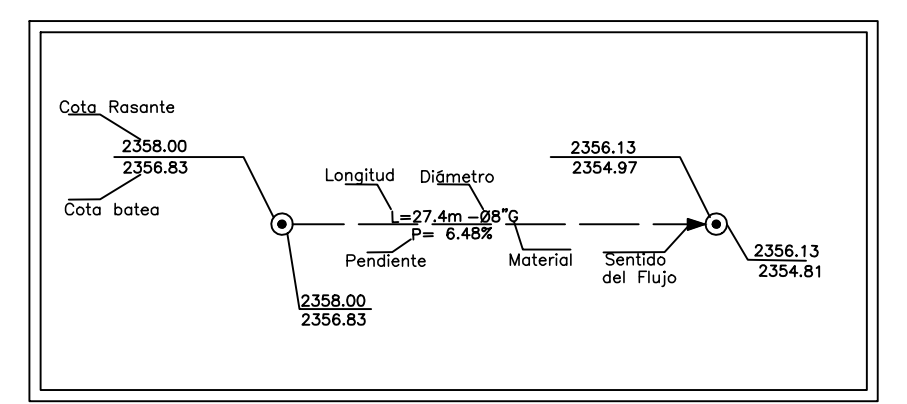 Cota Rasante
2358.00
2356.83
Cota batea
Longitud
Diámetro
L=27.4m -Ø8"G
P= 6.48%
Pendiente
Material
2356.13
2354.97
Sentido
del Flujo
2356.13
2354.81
2358.00
2356.83